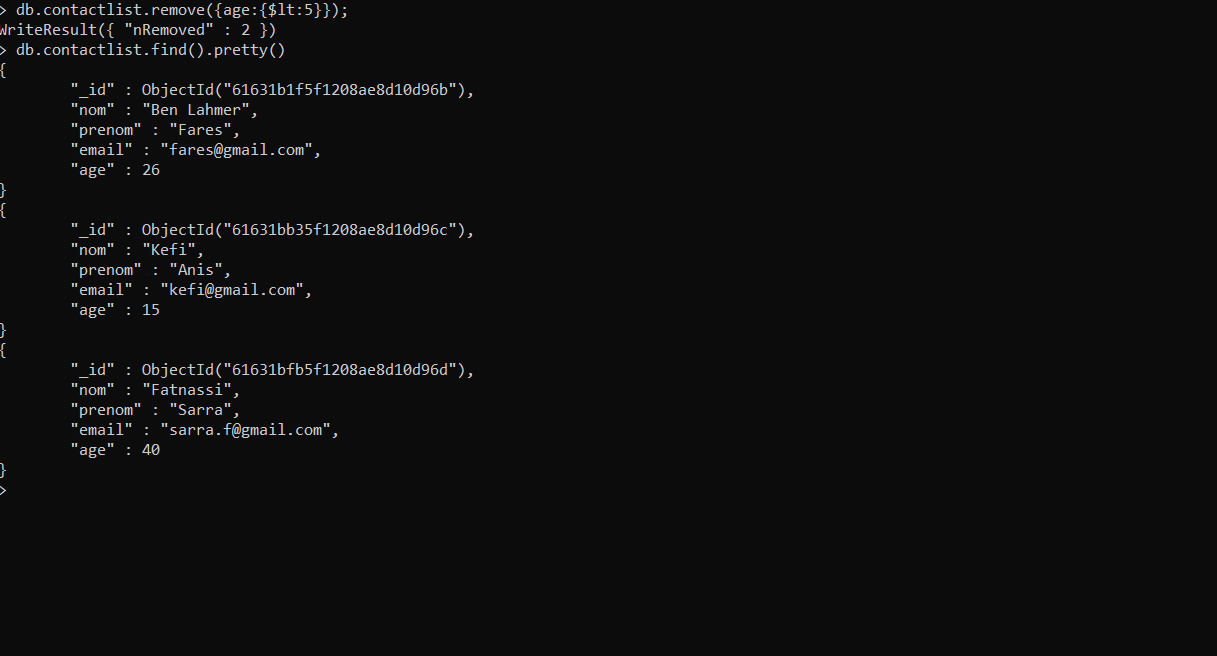 > db.contactlist.remove({age:{$lt:5}});
WriteResult({ "nRemoved" : 2 })
> db.contactlist.find().pretty()
{
        "_id" : ObjectId("61631b1f5f1208ae8d10d96b"),
        "nom" : "Ben Lahmer",
        "prenom" : "Fares",
        "email" : "fares@gmail.com",
        "age" : 26
}
{
        "_id" : ObjectId("61631bb35f1208ae8d10d96c"),
        "nom" : "Kefi",
        "prenom" : "Anis",
        "email" : "kefi@gmail.com",
        "age" : 15
}
{
        "_id" : ObjectId("61631bfb5f1208ae8d10d96d"),
        "nom" : "Fatnassi",
        "prenom" : "Sarra",
        "email" : "sarra.f@gmail.com",
        "age" : 40
}
>